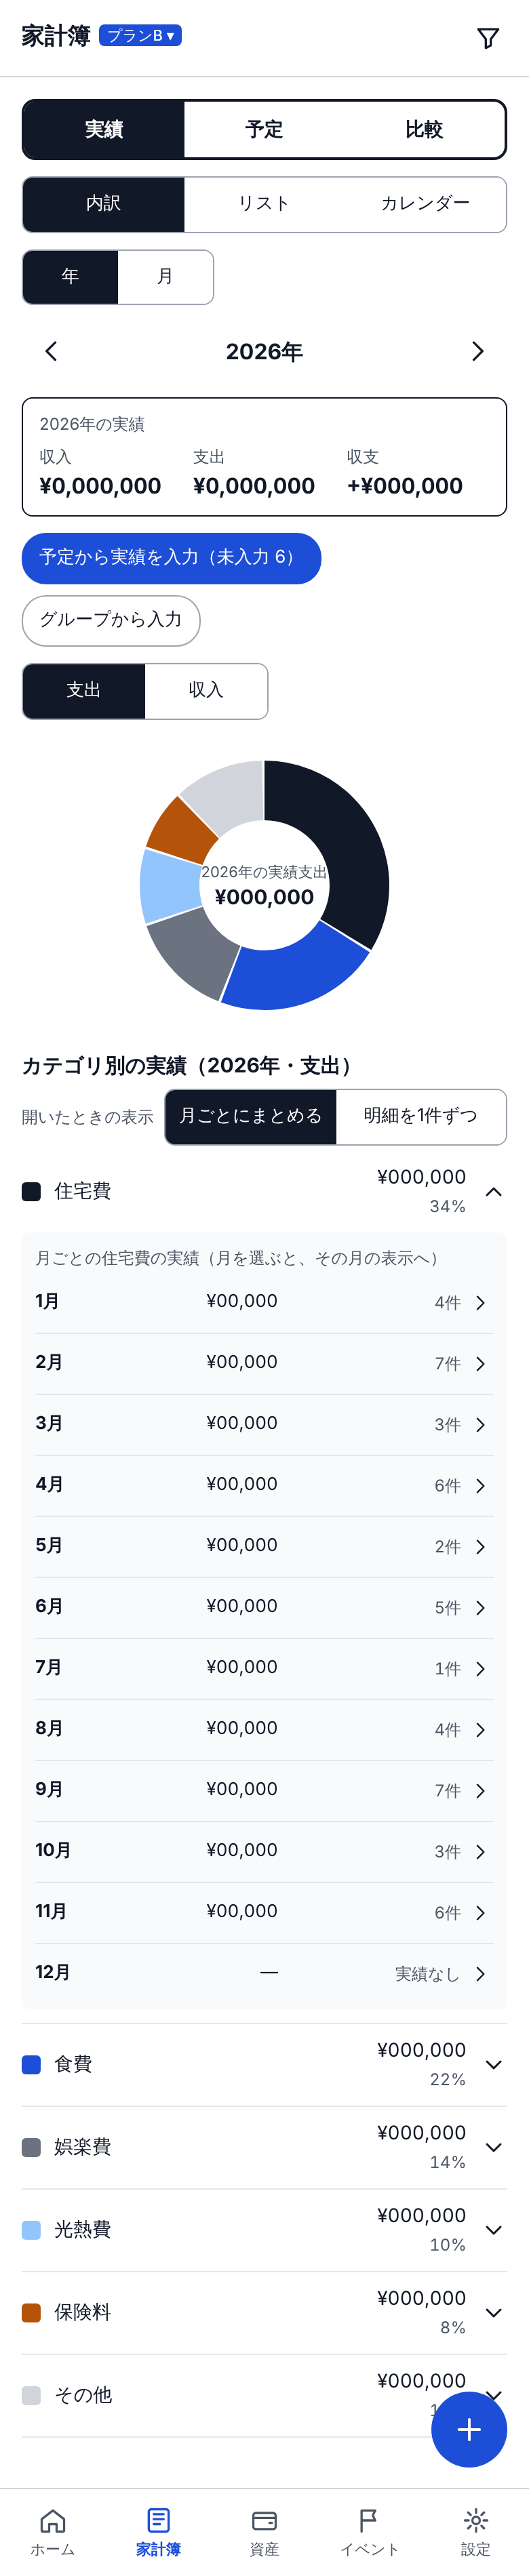 家計簿 プランB ▾
実績 予定 比較
内訳 リスト カレンダー
年 月
2026年
2026年の実績
収入 支出 収支
¥0,000,000 ¥0,000,000 +¥000,000
予定から実績を入力（未入力 6）
グループから入力
支出 収入
2026年の実績支出
¥000,000
カテゴリ別の実績（2026年・支出）
開いたときの表示 月ごとにまとめる 明細を1件ずつ
住宅費 ¥000,000
34%
月ごとの住宅費の実績（月を選ぶと、その月の表示へ）
1月 ¥00,000 4件
2月 ¥00,000 7件
3月 ¥00,000 3件
4月 ¥00,000 6件
5月 ¥00,000 2件
6月 ¥00,000 5件
7月 ¥00,000 1件
8月 ¥00,000 4件
9月 ¥00,000 7件
10月 ¥00,000 3件
11月 ¥00,000 6件
12月 — 実績なし
食費 ¥000,000
22%
娯楽費 ¥000,000
14%
光熱費 ¥000,000
10%
保険料 ¥000,000
8%
その他 ¥000,000
ホーム 家計簿 資産 イベント 設定